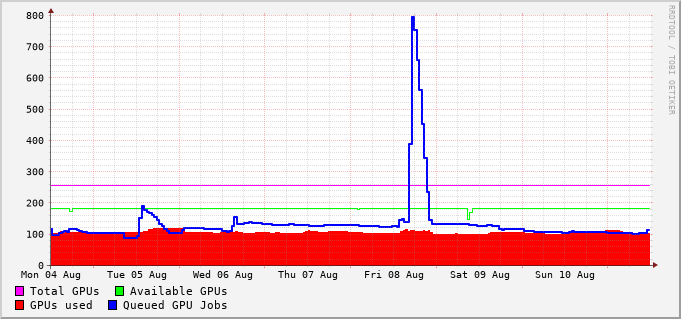 800
700
600
500
400
300
200
100
0
Mon 04 Aug Tue 05 Aug Wed 06 Aug Thu 07 Aug Fri 08 Aug Sat 09 Aug Sun 10 Aug
Total GPUs Available GPUs
GPUs used Queued GPU Jobs
RRDTOOL / TOBI OETIKER